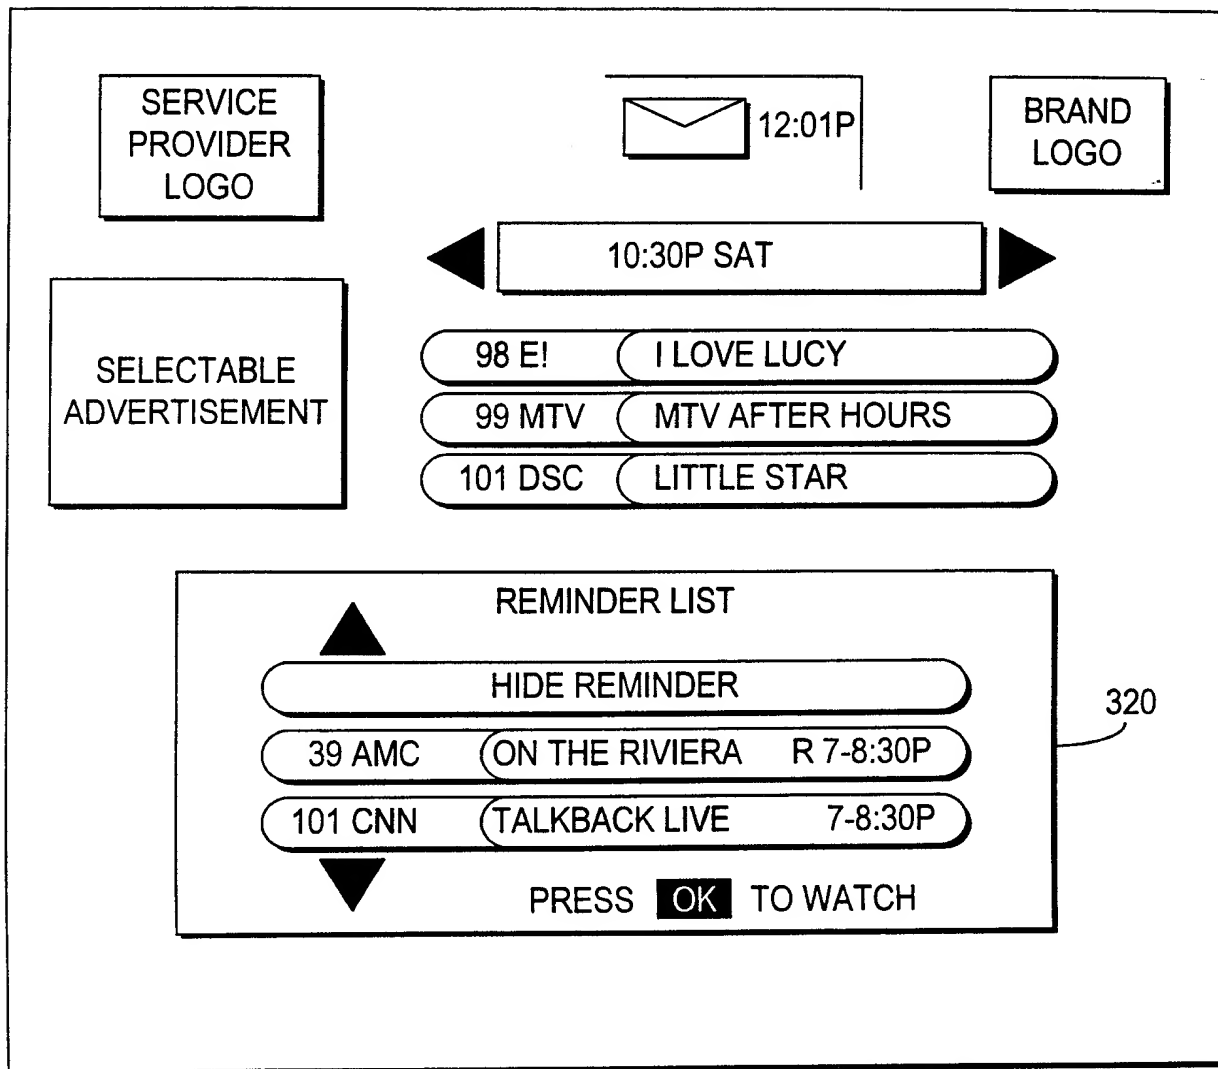 SERVICE
PROVIDER
LOGO
12:01P
BRAND
LOGO
10:30P SAT
SELECTABLE
ADVERTISEMENT
98 E! I LOVE LUCY
99 MTV MTV AFTER HOURS
101 DSC LITTLE STAR
REMINDER LIST
HIDE REMINDER
39 AMC ON THE RIVIERA R 7-8:30P
101 CNN TALKBACK LIVE 7-8:30P
PRESS OK TO WATCH
320